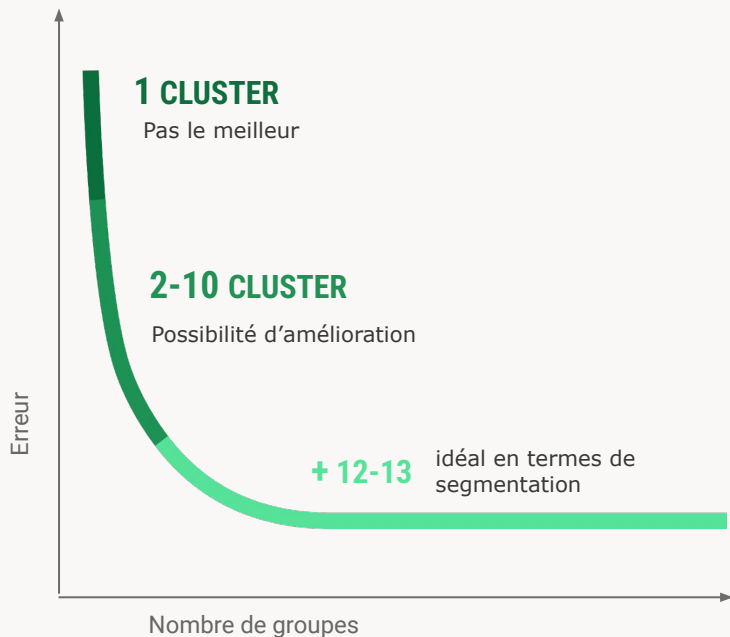 1 CLUSTER
Pas le meilleur
2-10 CLUSTER
Possibilité d’amélioration
+ 12-13
idéal en termes de
segmentation
Erreur
Nombre de groupes